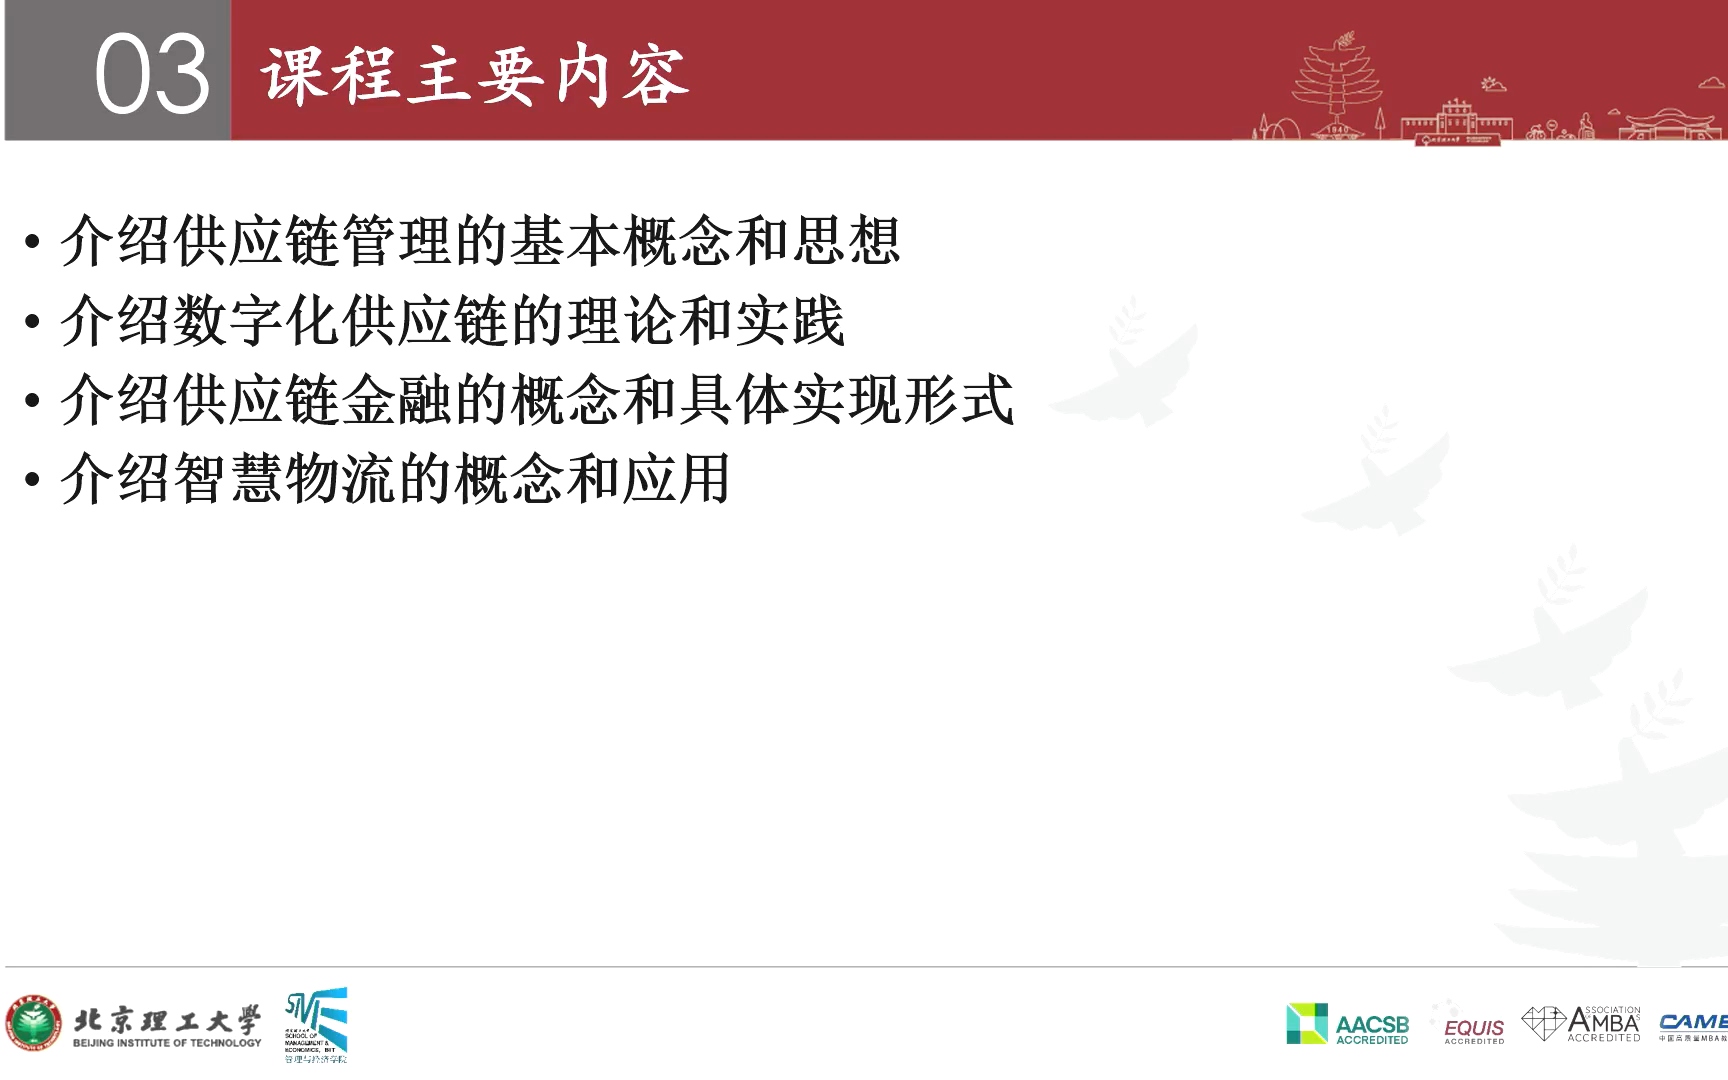 03 课程主要内容
1940
• 介绍供应链管理的基本概念和思想
• 介绍数字化供应链的理论和实践
• 介绍供应链金融的概念和具体实现形式
• 介绍智慧物流的概念和应用
北京理工大学
BEIJING INSTITUTE OF TECHNOLOGY
SCHOOL OF
MANAGEMENT &
ECONOMICS, BIT
管理与经济学院
AACSB
ACCREDITED
EQUIS
ACCREDITED
ASSOCIATION
AMBA'S
ACCREDITED
CAME
中国高质量MBA教